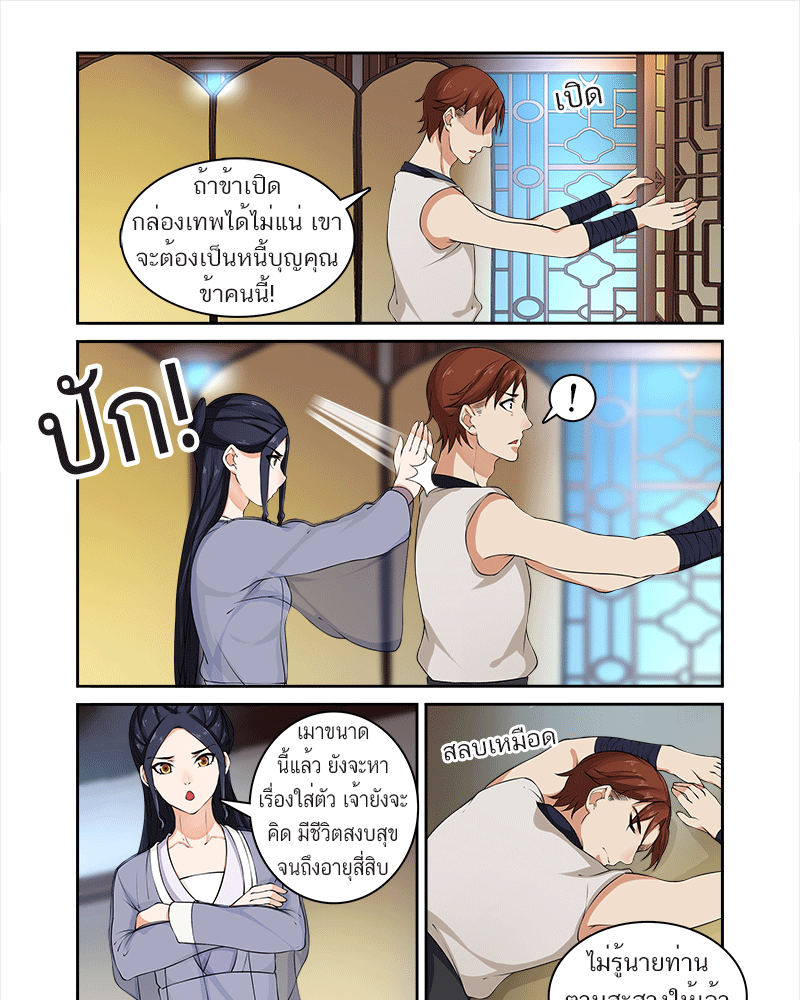 เปิด
ถ้าข้าเปิด
กล่องเทพได้ไม่แน่ เขา
จะต้องเป็นหนี้บุญคุณ
ข้าคนนี้!
ปัก!
!
เมาขนาด
นี้แล้ว ยังจะหา
เรื่องใส่ตัว เจ้ายังจะ
คิด มีชีวิตสงบสุข
จนถึงอายุสี่สิบ
สลบเหมือด
ไม่รู้นายท่าน